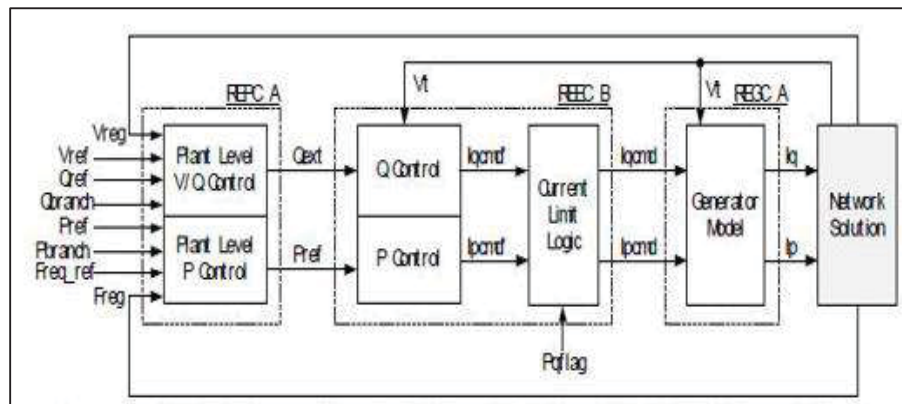 REPC A
REEC B
REGC A
Vt
Vt
Vreg
Vref
Qref
Qbranch
Pref
Pbranch
Freq_ref
Freg
Plant Level
V/Q Control
Plant Level
P Control
Qext
Pref
Q Control
P Control
Iqcmd'
Ipcmd'
Current
Limit
Logic
Iqcmd
Ipcmd
Generator
Model
Iq
Ip
Network
Solution
Pqflag